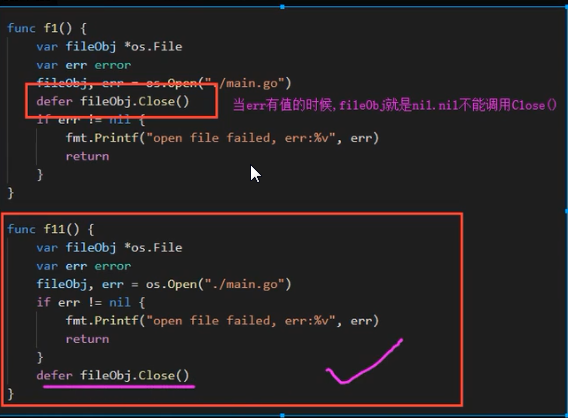 func f1() {
var fileObj *os.File
var err error
fileObj, err = os.Open("./main.go")
defer fileObj.Close() 当err有值的时候,fileObj就是nil.nil不能调用Close()
if err != nil {
fmt.Printf("open file failed, err:%v", err)
return
}
}
func f11() {
var fileObj *os.File
var err error
fileObj, err = os.Open("./main.go")
if err != nil {
fmt.Printf("open file failed, err:%v", err)
return
}
defer fileObj.Close()
}